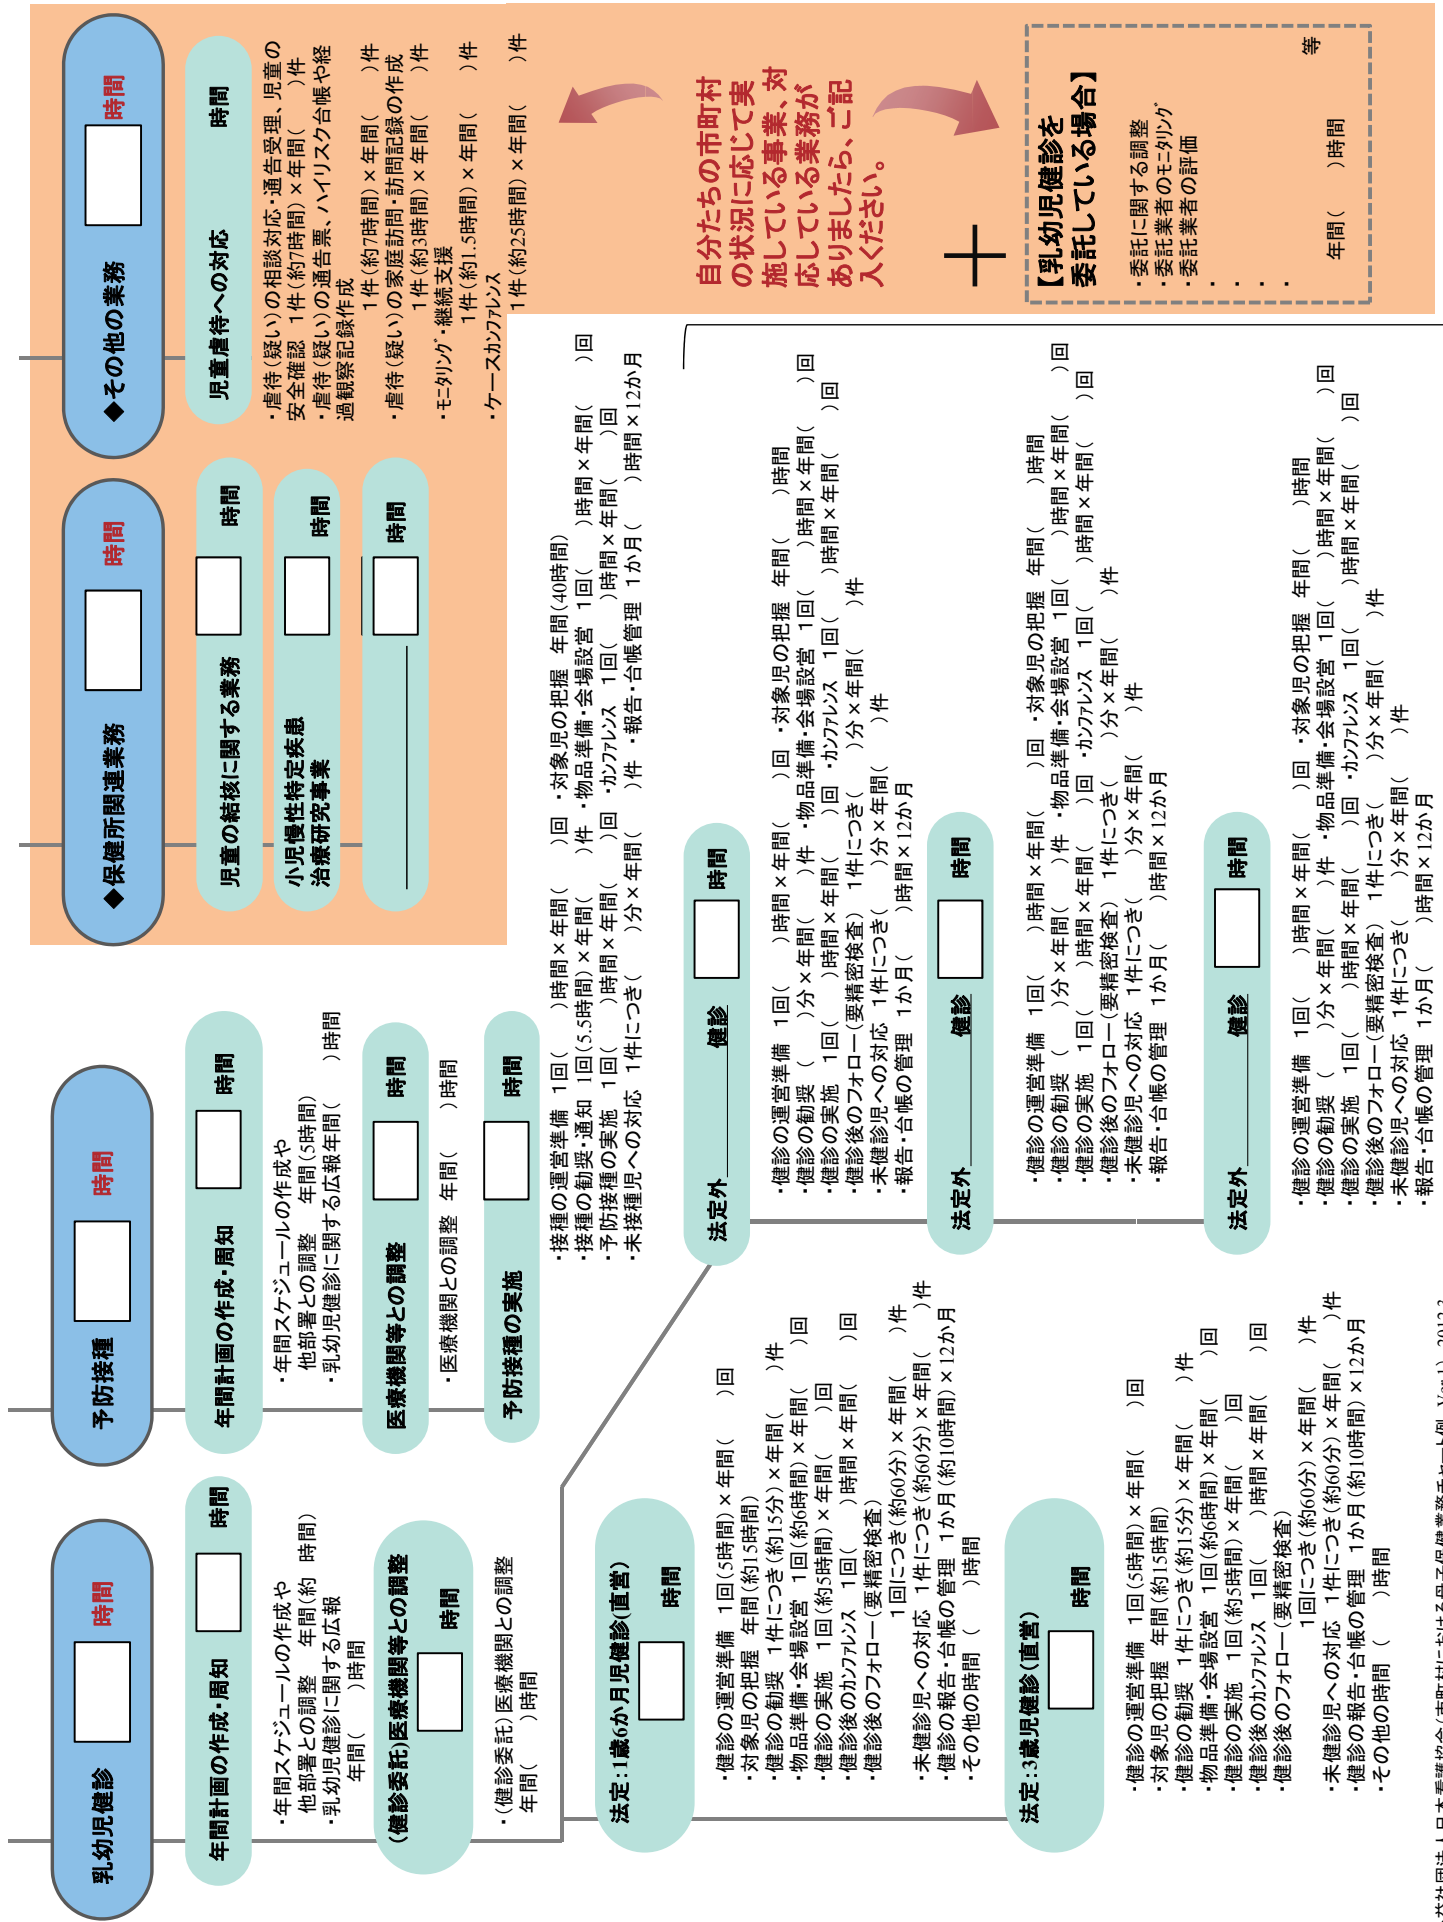 乳幼児健診 時間
年間計画の作成・周知 時間
・年間スケジュールの作成や
他部署との調整 年間(約 時間)
・乳幼児健診に関する広報
年間( )時間
(健診委託)医療機関等との調整
時間
・(健診委託)医療機関との調整
年間( )時間
法定:1歳6か月児健診(直営)
時間
・健診の運営準備 1回(5時間)×年間( )回
・対象児の把握 年間(約15時間)
・健診の勧奨 1件につき(約15分)×年間( )件
・物品準備・会場設営 1回(約6時間)×年間( )回
・健診の実施 1回(約5時間)×年間( )回
・健診後のカンファレンス 1回( )時間×年間( )回
・健診後のフォロー(要精密検査)
1回につき(約60分)×年間( )件
・未健診児への対応 1件につき(約60分)×年間( )件
・健診の報告・台帳の管理 1か月(約10時間)×12か月
・その他の時間 ( )時間
法定:3歳児健診(直営)
時間
・健診の運営準備 1回(5時間)×年間( )回
・対象児の把握 年間(約15時間)
・健診の勧奨 1件につき(約15分)×年間( )件
・物品準備・会場設営 1回(約6時間)×年間( )回
・健診の実施 1回(約5時間)×年間( )回
・健診後のカンファレンス 1回( )時間×年間( )回
・健診後のフォロー(要精密検査)
1回につき(約60分)×年間( )件
・未健診児への対応 1件につき(約60分)×年間( )件
・健診の報告・台帳の管理 1か月(約10時間)×12か月
・その他の時間 ( )時間
予防接種 時間
年間計画の作成・周知 時間
・年間スケジュールの作成や
他部署との調整 年間(5時間)
・乳幼児健診に関する広報年間( )時間
医療機関等との調整 時間
・医療機関との調整 年間( )時間
予防接種の実施 時間
・接種の運営準備 1回( )時間×年間( )回 ・対象児の把握 年間(40時間)
・接種の勧奨・通知 1回(5.5時間)×年間( )件 ・物品準備・会場設営 1回( )時間×年間( )回
・予防接種の実施 1回( )時間×年間( )回 ・カンファレンス 1回( )時間×年間( )回
・未接種児への対応 1件につき( )分×年間( )件 ・報告・台帳管理 1か月( )時間×12か月
法定外 健診 時間
・健診の運営準備 1回( )時間×年間( )回 ・対象児の把握 年間( )時間
・健診の勧奨 ( )分×年間( )件 ・物品準備・会場設営 1回( )時間×年間( )回
・健診の実施 1回( )時間×年間( )回 ・カンファレンス 1回( )時間×年間( )回
・健診後のフォロー(要精密検査) 1件につき( )分×年間( )件
・未健診児への対応 1件につき( )分×年間( )件
・報告・台帳の管理 1か月( )時間×12か月
法定外 健診 時間
・健診の運営準備 1回( )時間×年間( )回 ・対象児の把握 年間( )時間
・健診の勧奨 ( )分×年間( )件 ・物品準備・会場設営 1回( )時間×年間( )回
・健診の実施 1回( )時間×年間( )回 ・カンファレンス 1回( )時間×年間( )回
・健診後のフォロー(要精密検査) 1件につき( )分×年間( )件
・未健診児への対応 1件につき( )分×年間( )件
・報告・台帳の管理 1か月( )時間×12か月
法定外 健診 時間
・健診の運営準備 1回( )時間×年間( )回 ・対象児の把握 年間( )時間
・健診の勧奨 ( )分×年間( )件 ・物品準備・会場設営 1回( )時間×年間( )回
・健診の実施 1回( )時間×年間( )回 ・カンファレンス 1回( )時間×年間( )回
・健診後のフォロー(要精密検査) 1件につき( )分×年間( )件
・未健診児への対応 1件につき( )分×年間( )件
・報告・台帳の管理 1か月( )時間×12か月
◆保健所関連業務 時間
児童の結核に関する業務 時間
小児慢性特定疾患
治療研究事業 時間
時間
◆その他の業務 時間
児童虐待への対応 時間
・虐待(疑い)の相談対応・通告受理、児童の
安全確認 1件(約7時間)×年間( )件
・虐待(疑い)の通告票、ハイリスク台帳や経
過観察記録作成
1件(約7時間)×年間( )件
・虐待(疑い)の家庭訪問・訪問記録の作成
1件(約3時間)×年間( )件
・モニタリング・継続支援
1件(約1.5時間)×年間( )件
・ケースカンファレンス
1件(約25時間)×年間( )件
自分たちの市町村
の状況に応じて実
施している事業、対
応している業務が
ありましたら、ご記
入ください。
【乳幼児健診を
委託している場合】
・委託に関する調整
・委託業者のモニタリング
・委託業者の評価
・
・
・
・ 等
年間( )時間